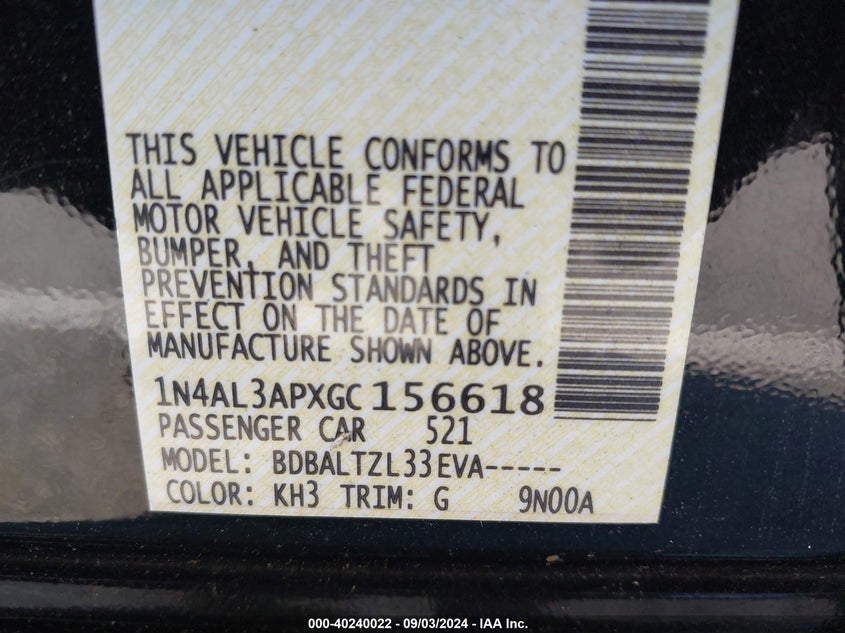 THIS VEHICLE CONFORMS TO
ALL APPLICABLE FEDERAL
MOTOR VEHICLE SAFETY,
BUMPER, AND THEFT
PREVENTION STANDARDS IN
EFFECT ON THE DATE OF
MANUFACTURE SHOWN ABOVE.
1N4AL3APXGC156618
PASSENGER CAR 521
MODEL: BDBALTZL33EVA-----
COLOR: KH3 TRIM: G 9N00A
000-40240022 - 09/03/2024 - IAA Inc.